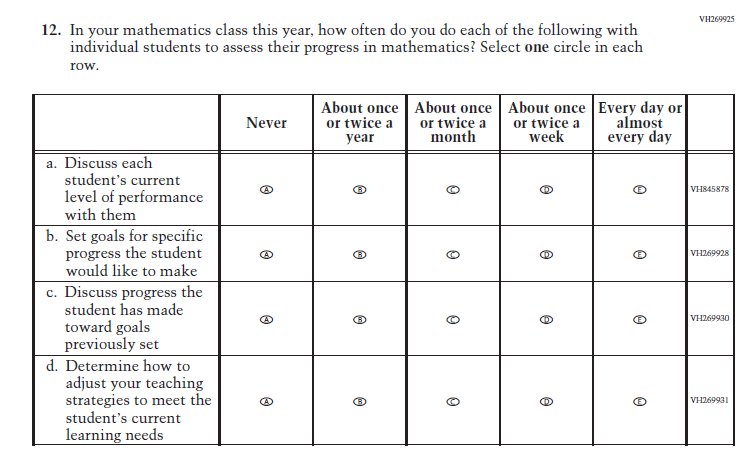 VH269925
12. In your mathematics class this year, how often do you do each of the following with
individual students to assess their progress in mathematics? Select one circle in each
row.
Never
About once
or twice a
year
About once
or twice a
month
About once
or twice a
week
Every day or
almost
every day
a. Discuss each
student's current
level of performance
with them
A B C D E VH845878
b. Set goals for specific
progress the student
would like to make
A B C D E VH269928
c. Discuss progress the
student has made
toward goals
previously set
A B C D E VH269930
d. Determine how to
adjust your teaching
strategies to meet the
student's current
learning needs
A B C D E VH269931